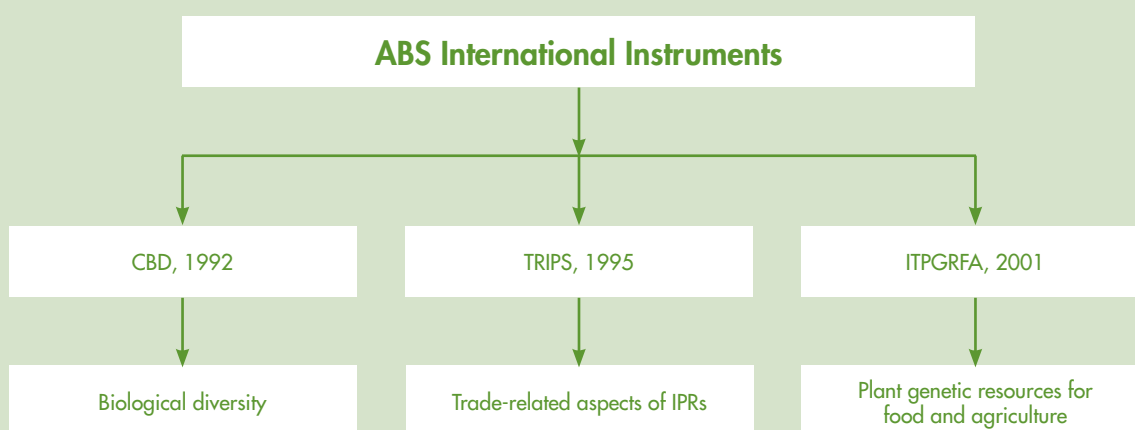 ABS International Instruments
CBD, 1992
TRIPS, 1995
ITPGRFA, 2001
Biological diversity
Trade-related aspects of IPRs
Plant genetic resources for
food and agriculture